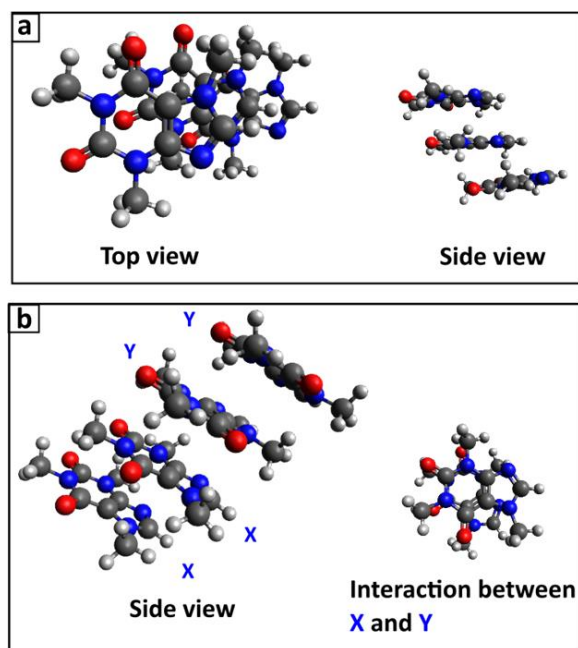 a
Top view
Side view
b
Y
Y
X
X
Side view
Interaction between
X and Y